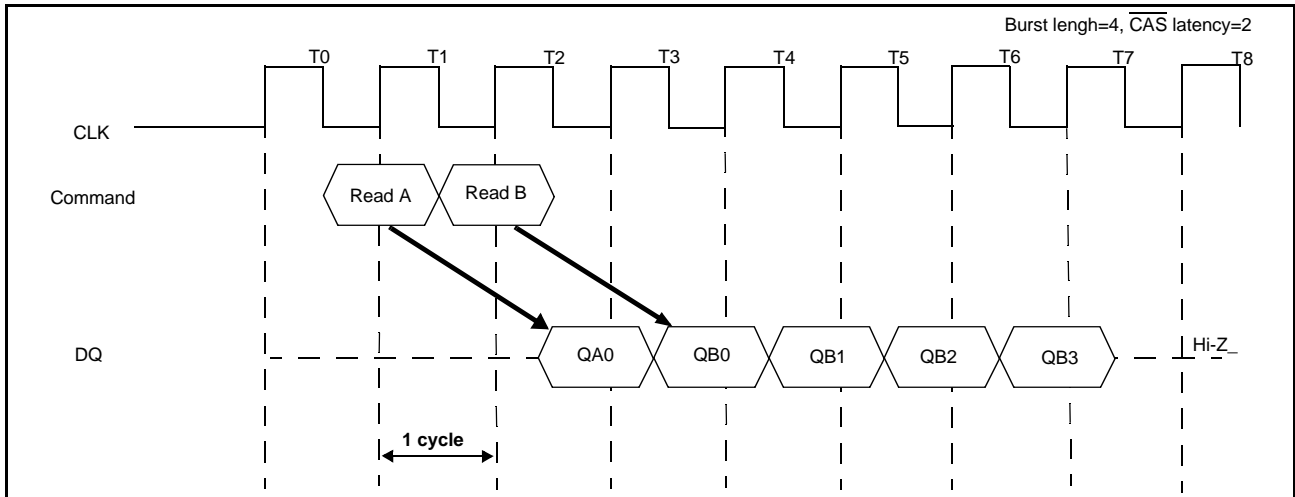 Burst lengh=4, CAS latency=2
T0 T1 T2 T3 T4 T5 T6 T7 T8
CLK
Command Read A Read B
DQ QA0 QB0 QB1 QB2 QB3 Hi-Z_
1 cycle